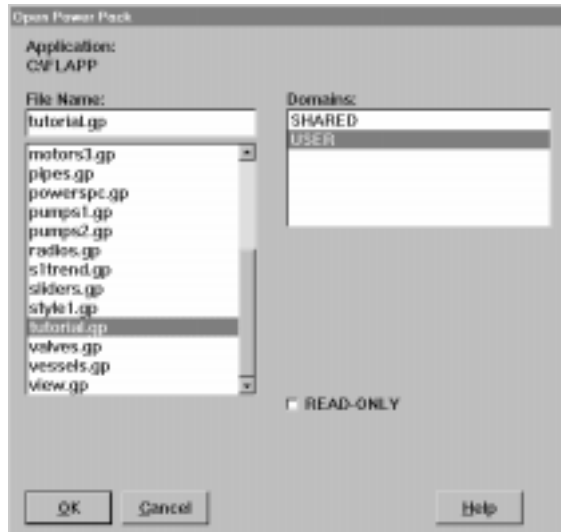 Open Power Pack
Application:
C:\FLAPP
File Name:
tutorial.gp
motors3.gp
pipes.gp
powerspc.gp
pumps1.gp
pumps2.gp
radios.gp
s1trend.gp
sliders.gp
style1.gp
tutorial.gp
valves.gp
vessels.gp
view.gp
Domains:
SHARED
USER
READ-ONLY
OK
Cancel
Help